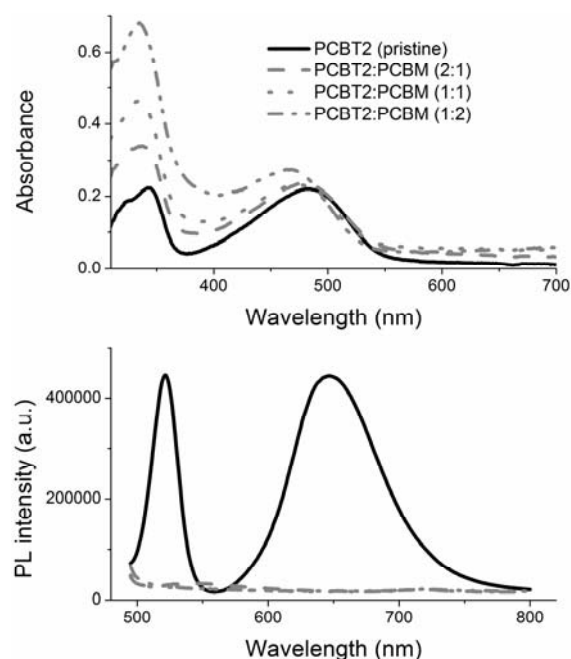 PCBT2 (pristine)
PCBT2:PCBM (2:1)
PCBT2:PCBM (1:1)
PCBT2:PCBM (1:2)
Absorbance
0.6
0.4
0.2
0.0
400 500 600 700
Wavelength (nm)
PL intensity (a.u.)
400000
200000
0
500 600 700 800
Wavelength (nm)